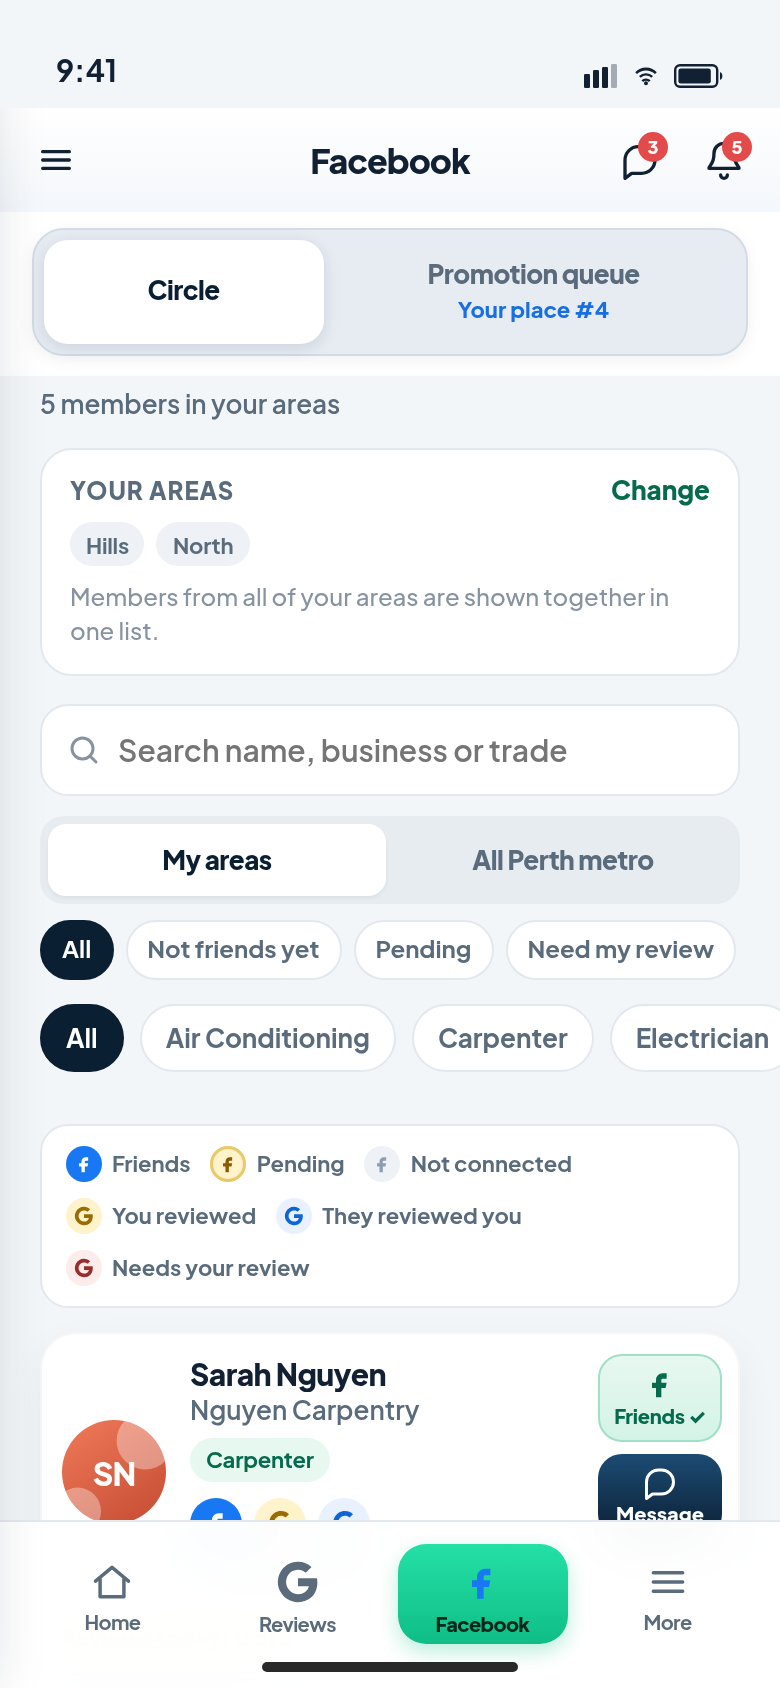 9:41
Facebook
3
5
Circle
Promotion queue
Your place #4
5 members in your areas
YOUR AREAS
Change
Hills
North
Members from all of your areas are shown together in
one list.
Search name, business or trade
My areas
All Perth metro
All
Not friends yet
Pending
Need my review
All
Air Conditioning
Carpenter
Electrician
Friends
Pending
Not connected
G You reviewed
G They reviewed you
G Needs your review
Sarah Nguyen
Nguyen Carpentry
Friends ✓
SN
Carpenter
Message
Home
Reviews
Facebook
More